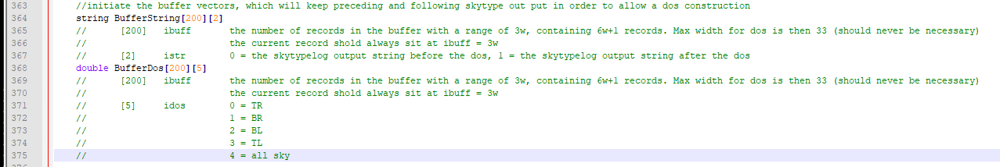 363 //initiate the buffer vectors, which will keep preceding and following skytype out put in order to allow a dos construction
364 string BufferString[200][2]
365 // [200] ibuff the number of records in the buffer with a range of 3w, containing 6w+1 records. Max width for dos is then 33 (should never be necessary)
366 // the current record shold always sit at ibuff = 3w
367 // [2] istr 0 = the skytypelog output string before the dos, 1 = the skytypelog output string after the dos
368 double BufferDos[200][5]
369 // [200] ibuff the number of records in the buffer with a range of 3w, containing 6w+1 records. Max width for dos is then 33 (should never be necessary)
370 // the current record shold always sit at ibuff = 3w
371 // [5] idos 0 = TR
372 // 1 = BR
373 // 2 = BL
374 // 3 = TL
375 // 4 = all sky